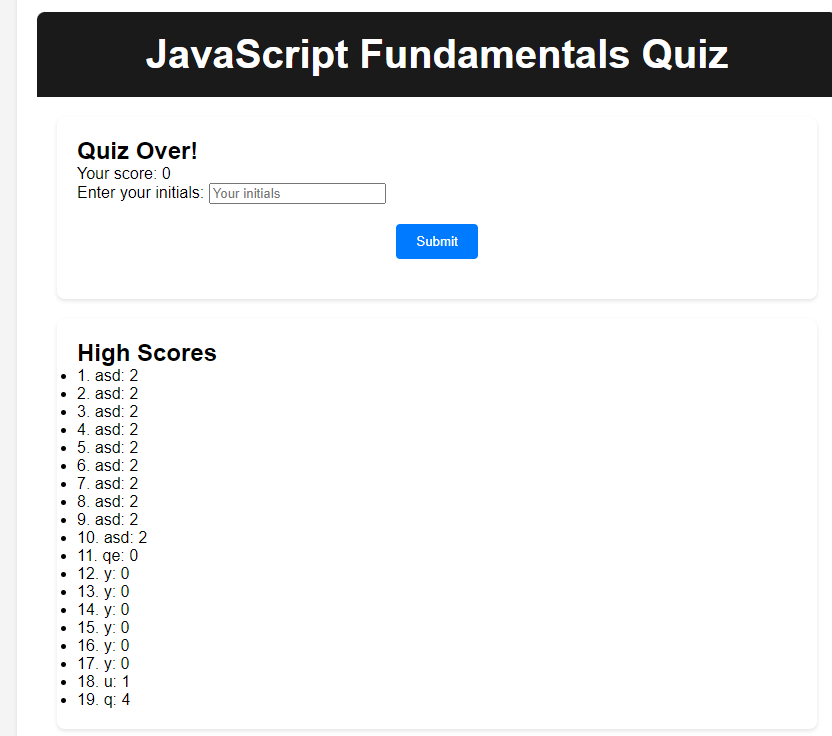 JavaScript Fundamentals Quiz
Quiz Over!
Your score: 0
Enter your initials: Your initials
Submit
High Scores
1. asd: 2
2. asd: 2
3. asd: 2
4. asd: 2
5. asd: 2
6. asd: 2
7. asd: 2
8. asd: 2
9. asd: 2
10. asd: 2
11. qe: 0
12. y: 0
13. y: 0
14. y: 0
15. y: 0
16. y: 0
17. y: 0
18. u: 1
19. q: 4